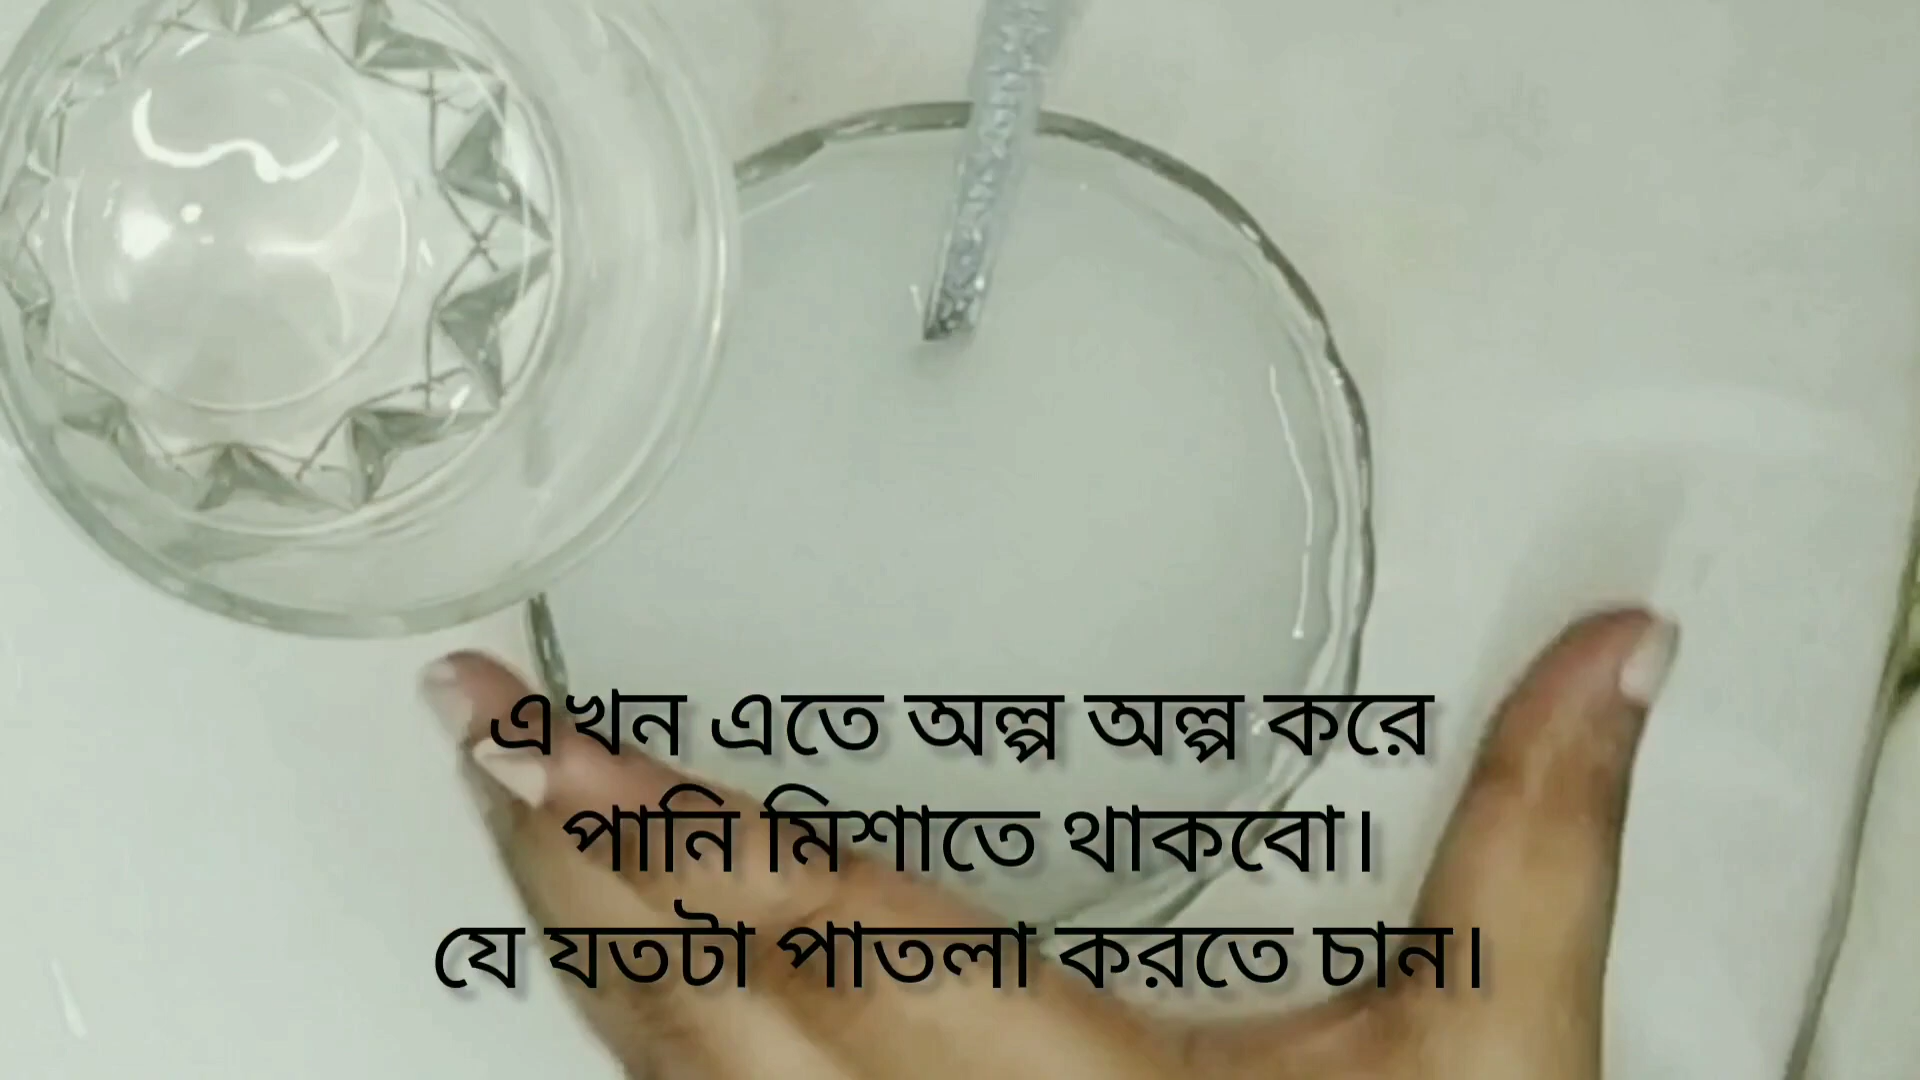 এখন এতে অল্প অল্প করে
পানি মিশাতে থাকবো।
যে যতটা পাতলা করতে চান।